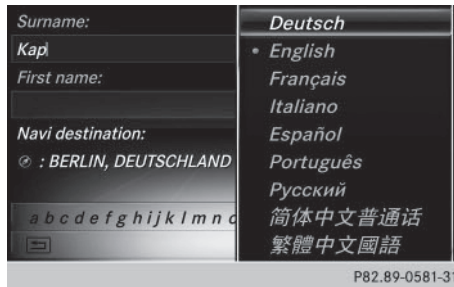 Surname:
Kap
First name:
Navi destination:
: BERLIN, DEUTSCHLAND
a b c d e f g h i j k l m n o
Deutsch
• English
Français
Italiano
Español
Português
Русский
简体中文普通话
繁體中文國語
P82.89-0581-31